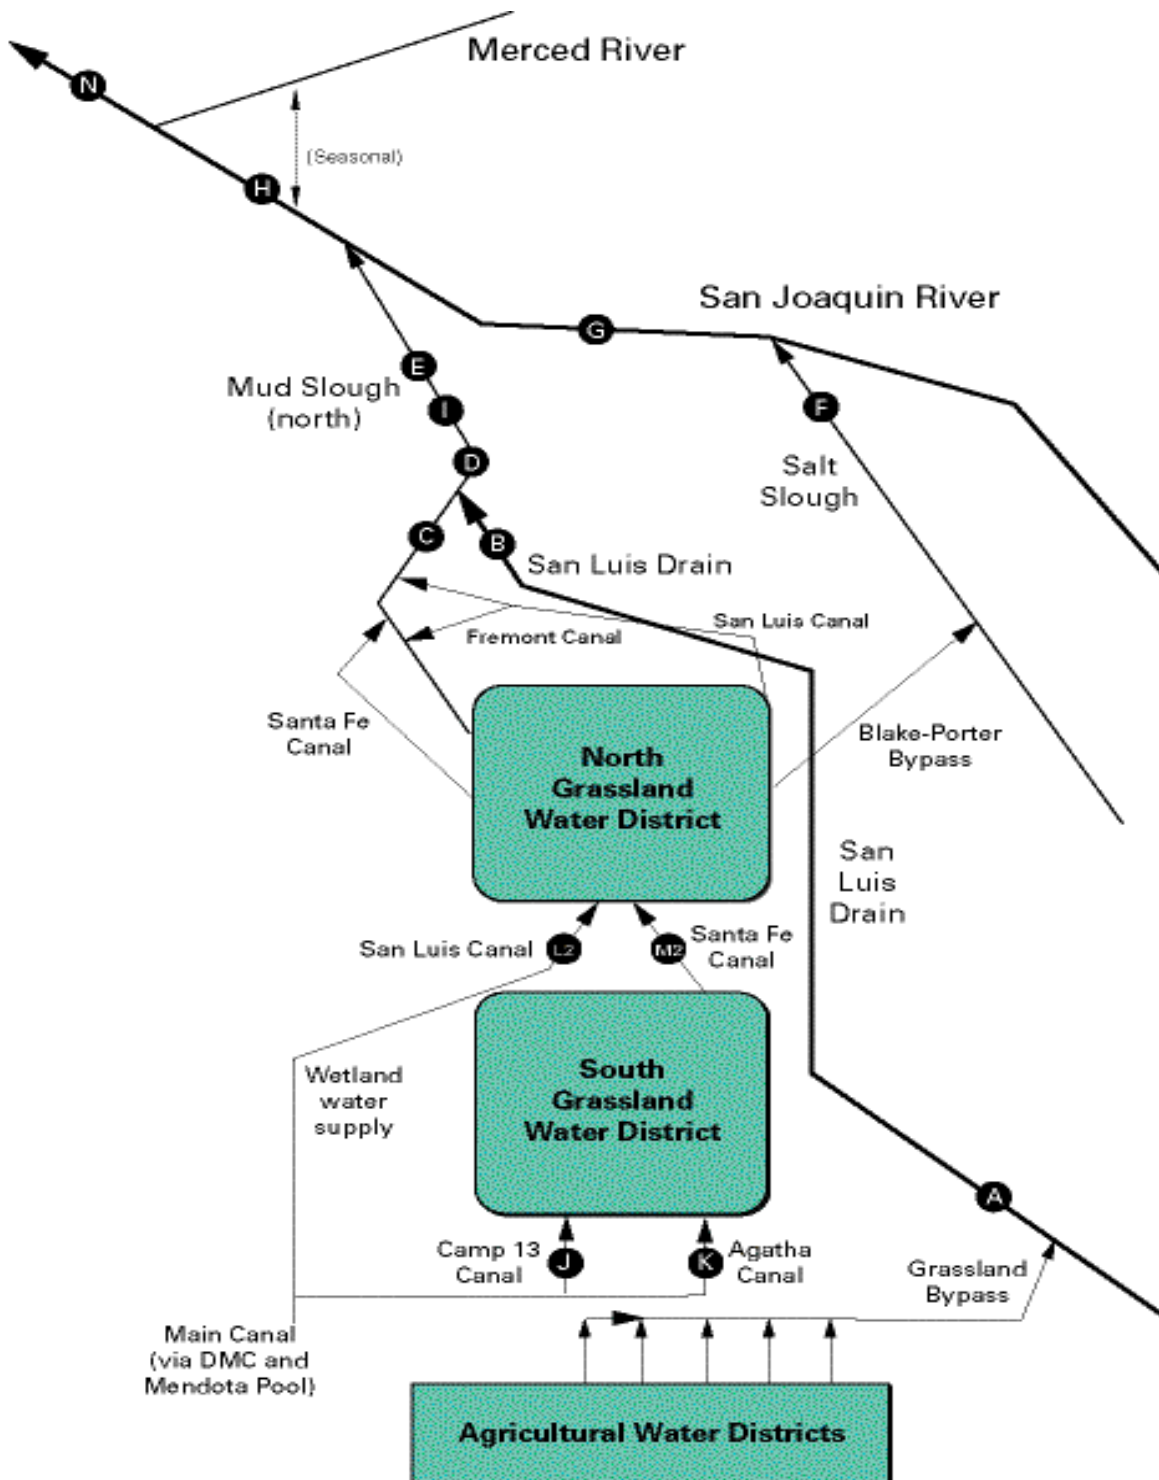 Merced River
N
(Seasonal)
H
San Joaquin River
G
E
Mud Slough
(north)
I
F
D
Salt
Slough
C
B
San Luis Drain
San Luis Canal
Fremont Canal
Santa Fe
Canal
Blake-Porter
Bypass
North
Grassland
Water District
San
Luis
Drain
San Luis Canal
L2
M2
Santa Fe
Canal
Wetland
water
supply
South
Grassland
Water District
A
Camp 13
Canal
J
K
Agatha
Canal
Grassland
Bypass
Main Canal
(via DMC and
Mendota Pool)
Agricultural Water Districts